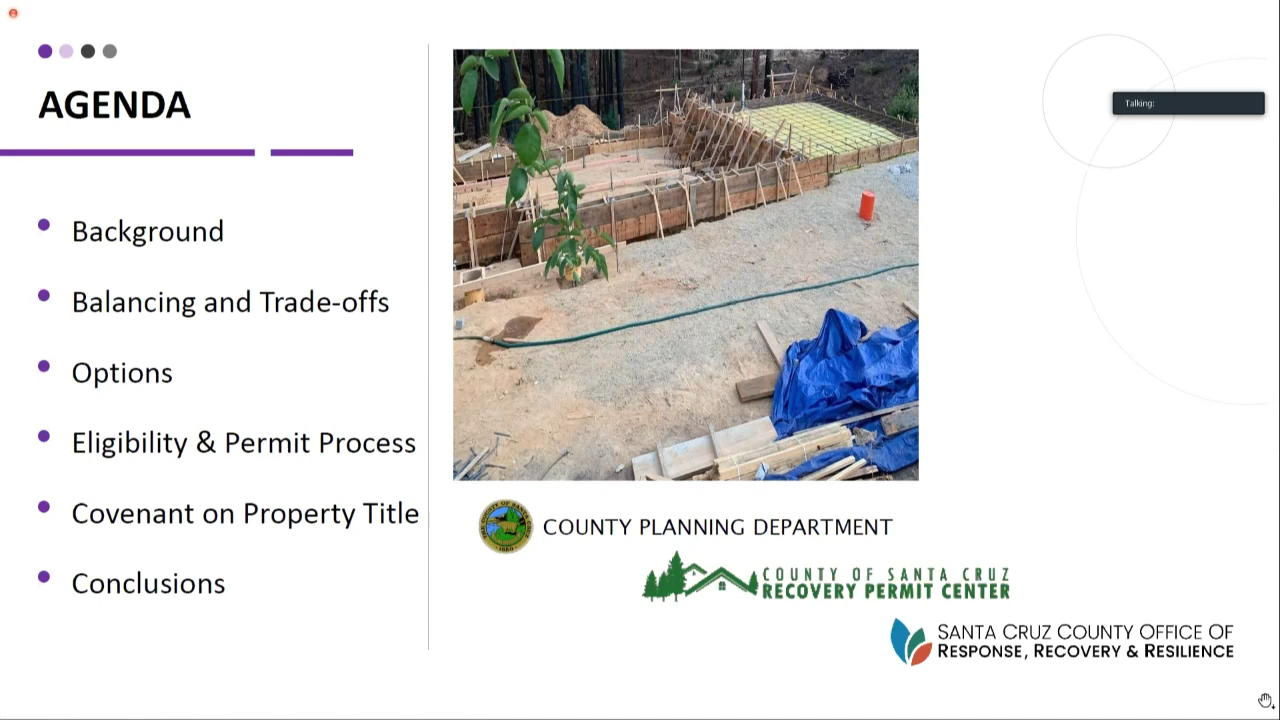 AGENDA
Background
Balancing and Trade-offs
Options
Eligibility & Permit Process
Covenant on Property Title
Conclusions
Talking:
COUNTY PLANNING DEPARTMENT
COUNTY OF SANTA CRUZ
RECOVERY PERMIT CENTER
SANTA CRUZ COUNTY OFFICE OF
RESPONSE, RECOVERY & RESILIENCE